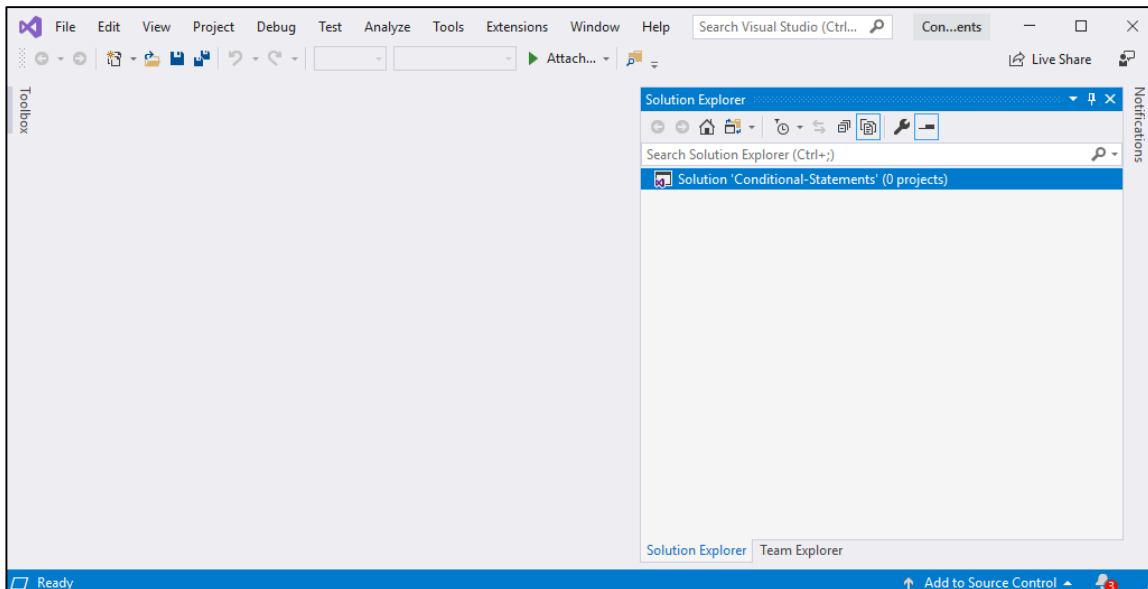 File Edit View Project Debug Test Analyze Tools Extensions Window Help Search Visual Studio (Ctrl... Con...ents
Attach... Live Share
Toolbox
Solution Explorer
Notifications
Search Solution Explorer (Ctrl+;)
Solution 'Conditional-Statements' (0 projects)
Solution Explorer Team Explorer
Ready Add to Source Control 3